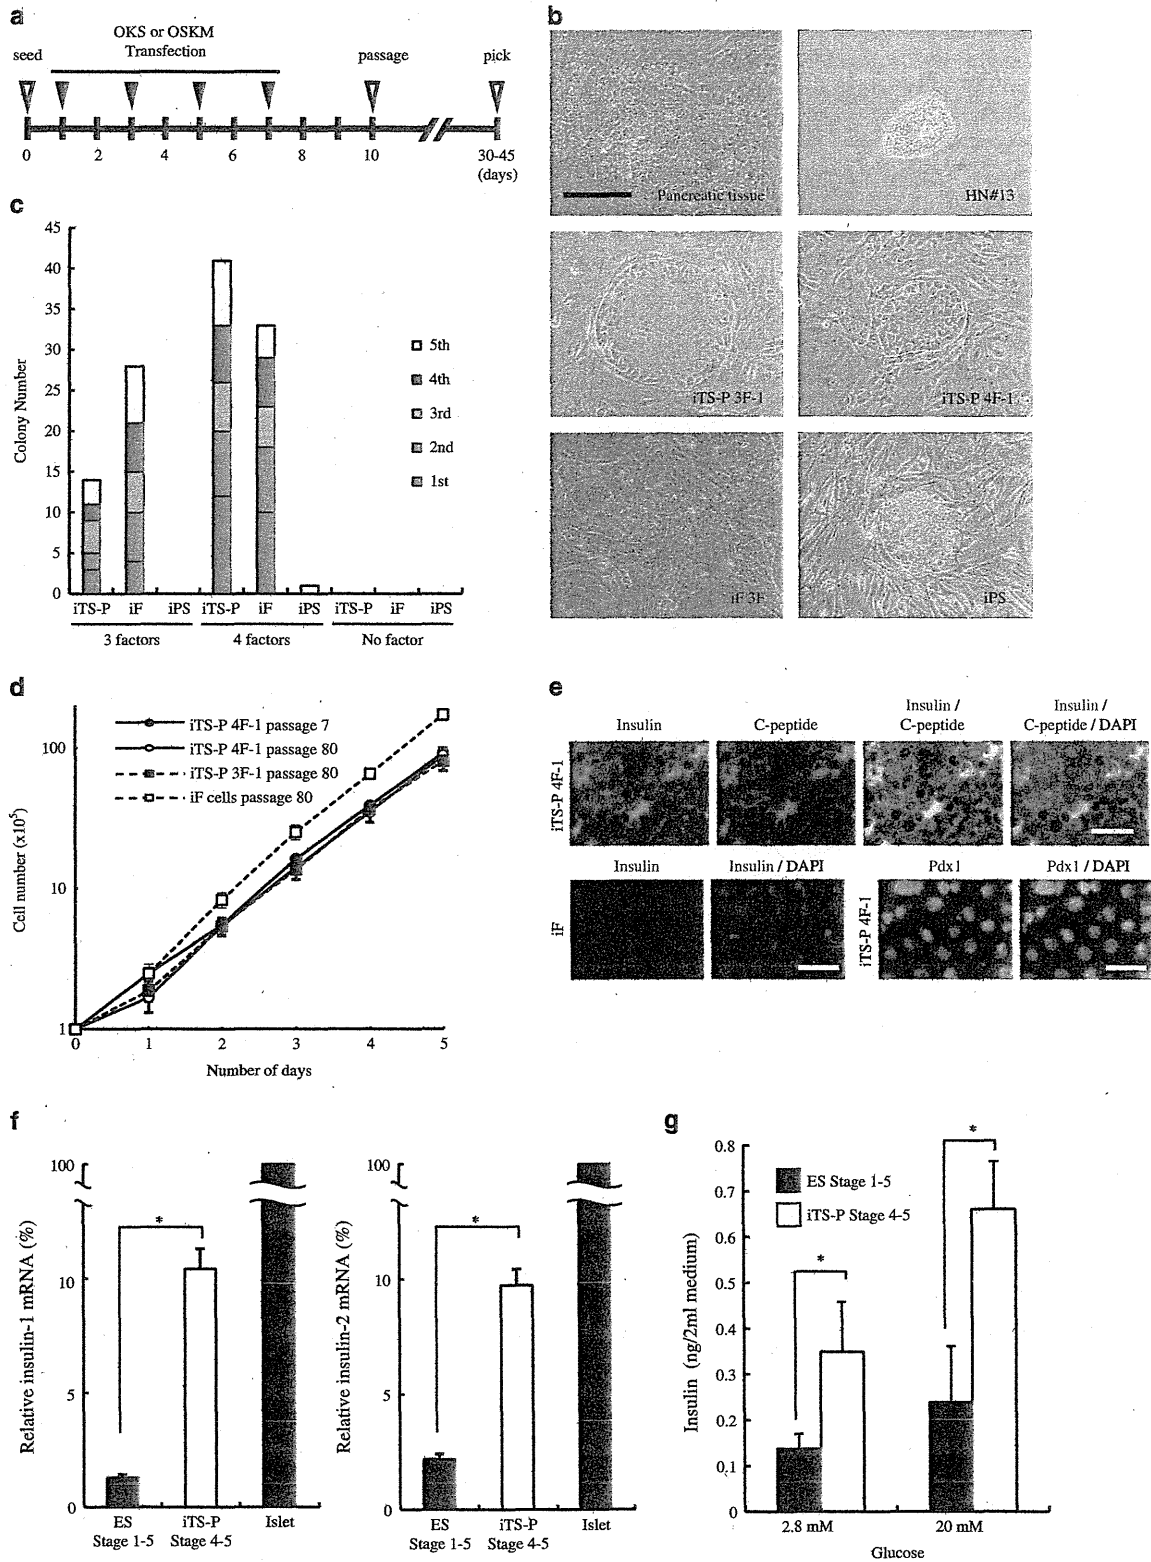 a
OKS or OSKM
Transfection
seed
passage
pick
0 2 4 6 8 10 30-45
(days)
b
Pancreatic tissue
HN#13
iTS-P 3F-1
iTS-P 4F-1
iF 3F
iPS
c
Colony Number
45
40
35
30
25
20
15
10
5
0
5th
4th
3rd
2nd
1st
iTS-P iF iPS iTS-P iF iPS iTS-P iF iPS
3 factors 4 factors No factor
d
Cell number (x10⁵)
100
10
1
iTS-P 4F-1 passage 7
iTS-P 4F-1 passage 80
iTS-P 3F-1 passage 80
iF cells passage 80
0 1 2 3 4 5
Number of days
e
Insulin
C-peptide
Insulin /
C-peptide
Insulin /
C-peptide / DAPI
iTS-P 4F-1
Insulin
Insulin / DAPI
Pdx1
Pdx1 / DAPI
iF
iTS-P 4F-1
f
Relative insulin-1 mRNA (%)
100
10
5
0
*
ES
Stage 1-5
iTS-P
Stage 4-5
Islet
Relative insulin-2 mRNA (%)
100
10
5
0
*
ES
Stage 1-5
iTS-P
Stage 4-5
Islet
g
Insulin (ng/2ml medium)
0.8
0.7
0.6
0.5
0.4
0.3
0.2
0.1
0
ES Stage 1-5
iTS-P Stage 4-5
*
*
2.8 mM 20 mM
Glucose